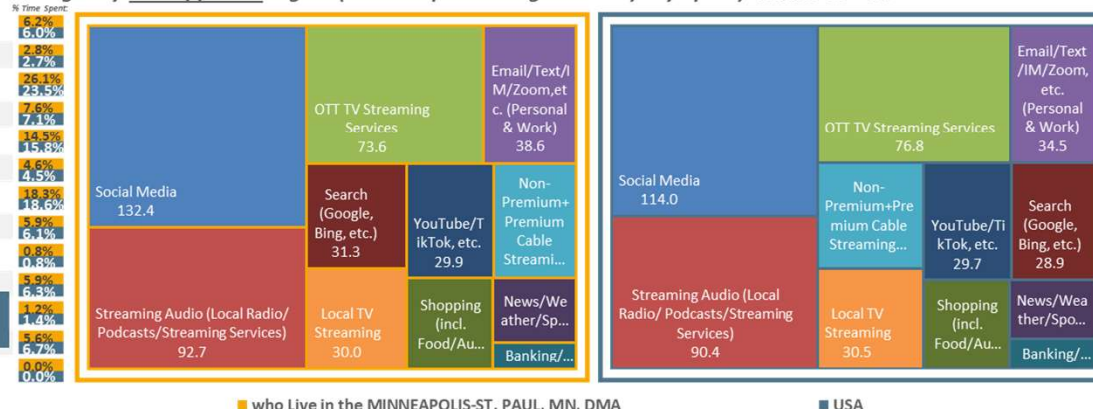 % Time Spent:
6.2%
6.0%
2.8%
2.7%
26.1%
23.5%
7.6%
7.1%
14.5%
15.8%
4.6%
4.5%
18.3%
18.6%
5.9%
6.1%
0.8%
0.8%
5.9%
6.3%
1.2%
1.4%
5.6%
6.7%
0.0%
0.0%
Social Media
132.4
Streaming Audio (Local Radio/
Podcasts/Streaming Services)
92.7
OTT TV Streaming
Services
73.6
Email/Text/I
M/Zoom,et
c. (Personal
& Work)
38.6
Search
(Google,
Bing, etc.)
31.3
YouTube/T
ikTok, etc.
29.9
Non-
Premium+
Premium
Cable
Streami...
Local TV
Streaming
30.0
Shopping
(incl.
Food/Au...
News/We
ather/Sp...
Banking/...
Social Media
114.0
Streaming Audio (Local
Radio/ Podcasts/Streaming
Services)
90.4
OTT TV Streaming Services
76.8
Email/Text
/IM/Zoom,
etc.
(Personal
& Work)
34.5
Non-
Premium+Pre
mium Cable
Streaming...
YouTube/Ti
kTok, etc.
29.7
Search
(Google,
Bing, etc.)
28.9
Local TV
Streaming
30.5
Shopping
(incl.
Food/Au...
News/Wea
ther/Spo...
Banking/...
who Live in the MINNEAPOLIS-ST. PAUL, MN, DMA
USA